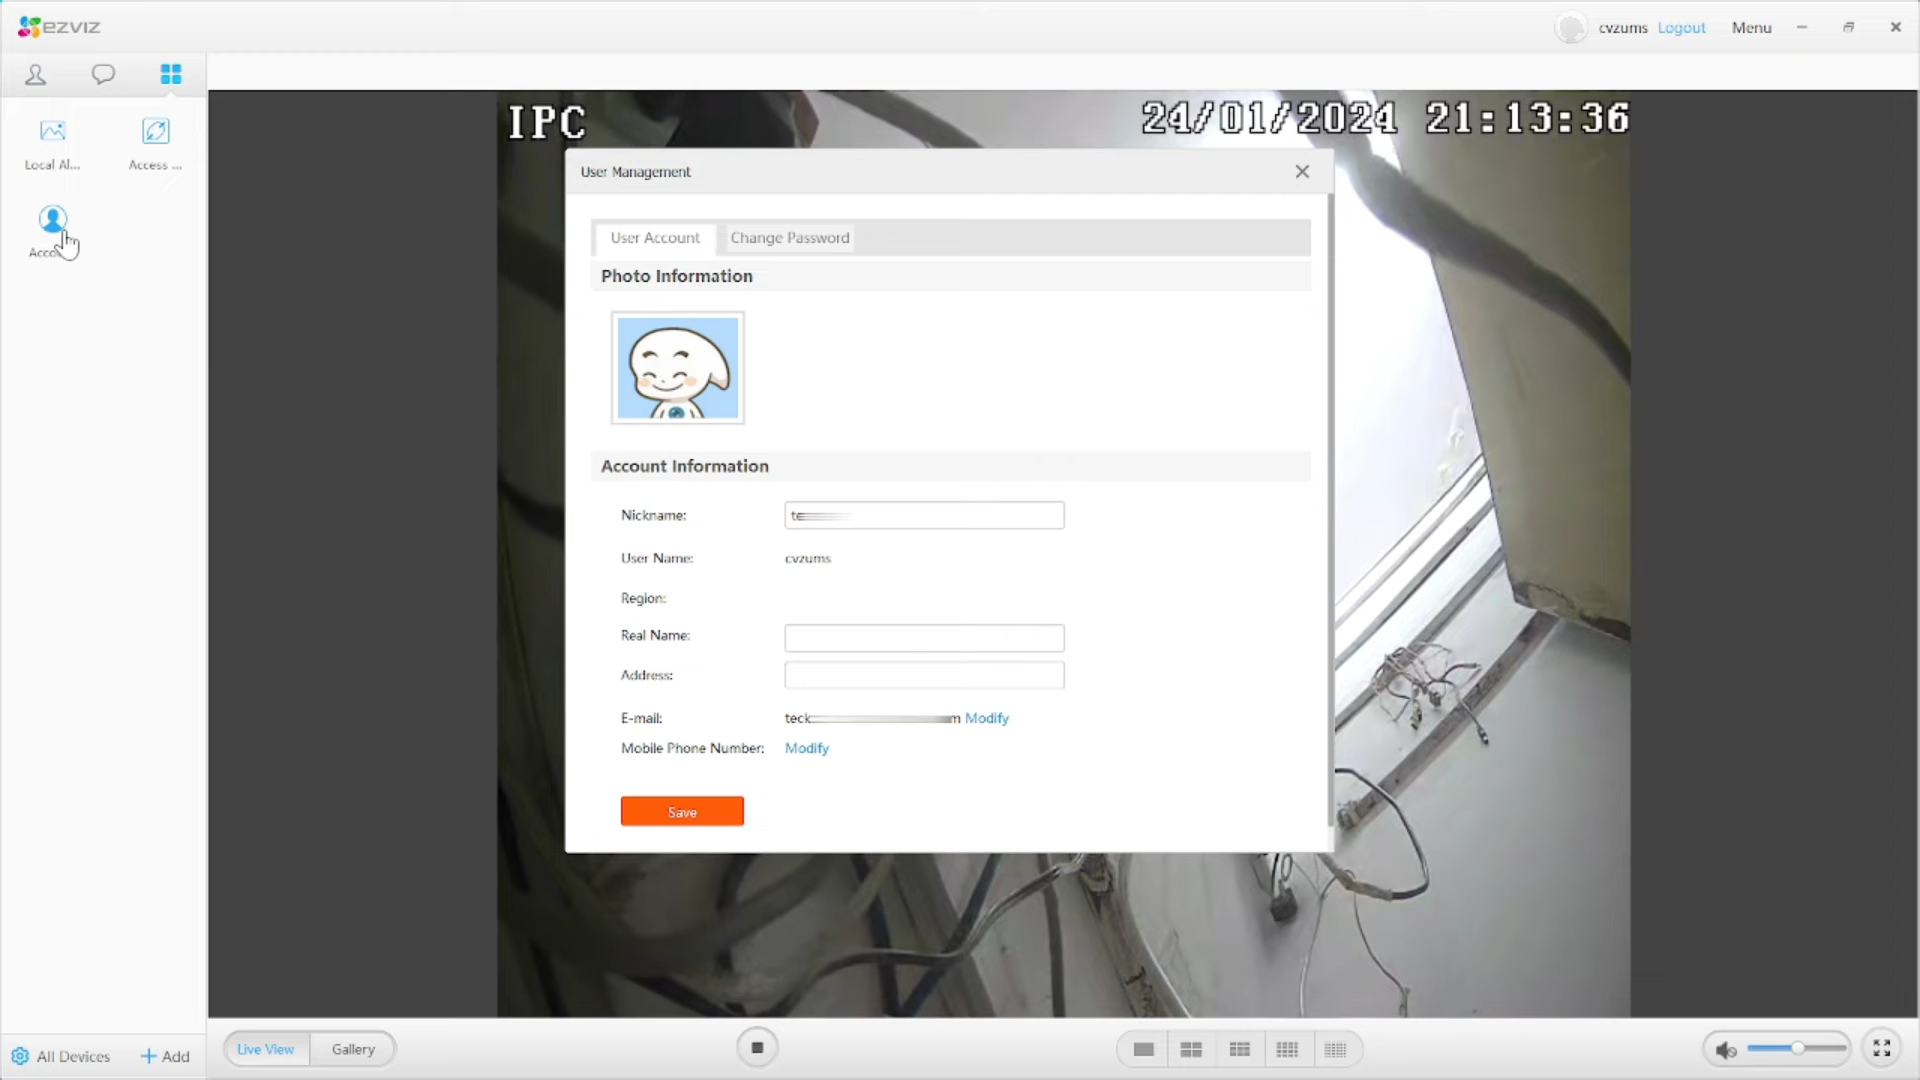 ezviz
cvzums Logout Menu
Local Al...
Access ...
IPC
24/01/2024 21:13:36
User Management
User Account
Change Password
Photo Information
Account Information
Nickname:
User Name: cvzums
Region:
Real Name:
Address:
E-mail: Modify
Mobile Phone Number: Modify
Save
All Devices
Add
Live View
Gallery